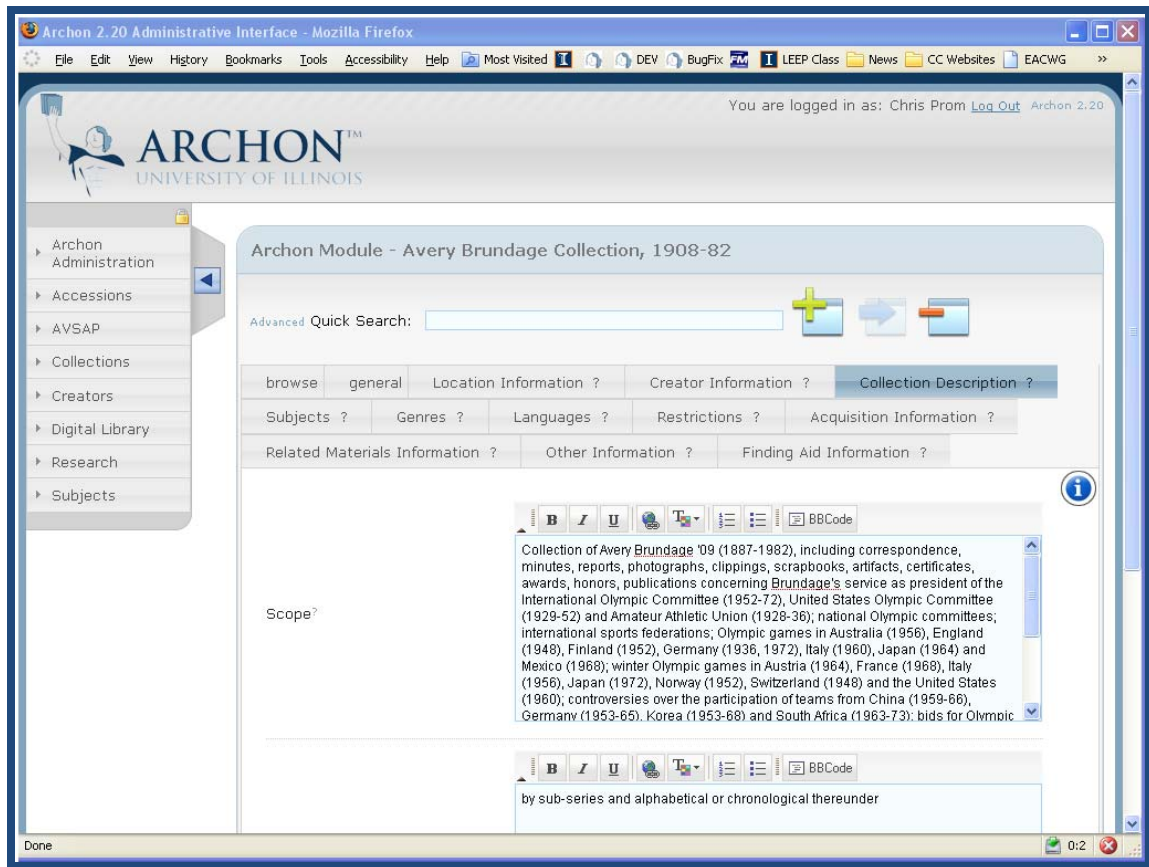 Archon 2.20 Administrative Interface - Mozilla Firefox
File Edit View History Bookmarks Tools Accessibility Help Most Visited I DEV BugFix FM I LEEP Class News CC Websites EACWG »
You are logged in as: Chris Prom Log Out Archon 2.20
ARCHON™
UNIVERSITY OF ILLINOIS
Archon
Administration
Accessions
AVSAP
Collections
Creators
Digital Library
Research
Subjects
Archon Module - Avery Brundage Collection, 1908-82
Advanced Quick Search:
browse general Location Information ? Creator Information ? Collection Description ?
Subjects ? Genres ? Languages ? Restrictions ? Acquisition Information ?
Related Materials Information ? Other Information ? Finding Aid Information ?
i
B I U T BBCode
Scope?
Collection of Avery Brundage '09 (1887-1982), including correspondence,
minutes, reports, photographs, clippings, scrapbooks, artifacts, certificates,
awards, honors, publications concerning Brundage's service as president of the
International Olympic Committee (1952-72), United States Olympic Committee
(1929-52) and Amateur Athletic Union (1928-36); national Olympic committees;
international sports federations; Olympic games in Australia (1956), England
(1948), Finland (1952), Germany (1936, 1972), Italy (1960), Japan (1964) and
Mexico (1968); winter Olympic games in Austria (1964), France (1968), Italy
(1956), Japan (1972), Norway (1952), Switzerland (1948) and the United States
(1960); controversies over the participation of teams from China (1959-66),
Germany (1953-65), Korea (1953-68) and South Africa (1963-73); bids for Olympic
B I U T BBCode
by sub-series and alphabetical or chronological thereunder
Done 0:2